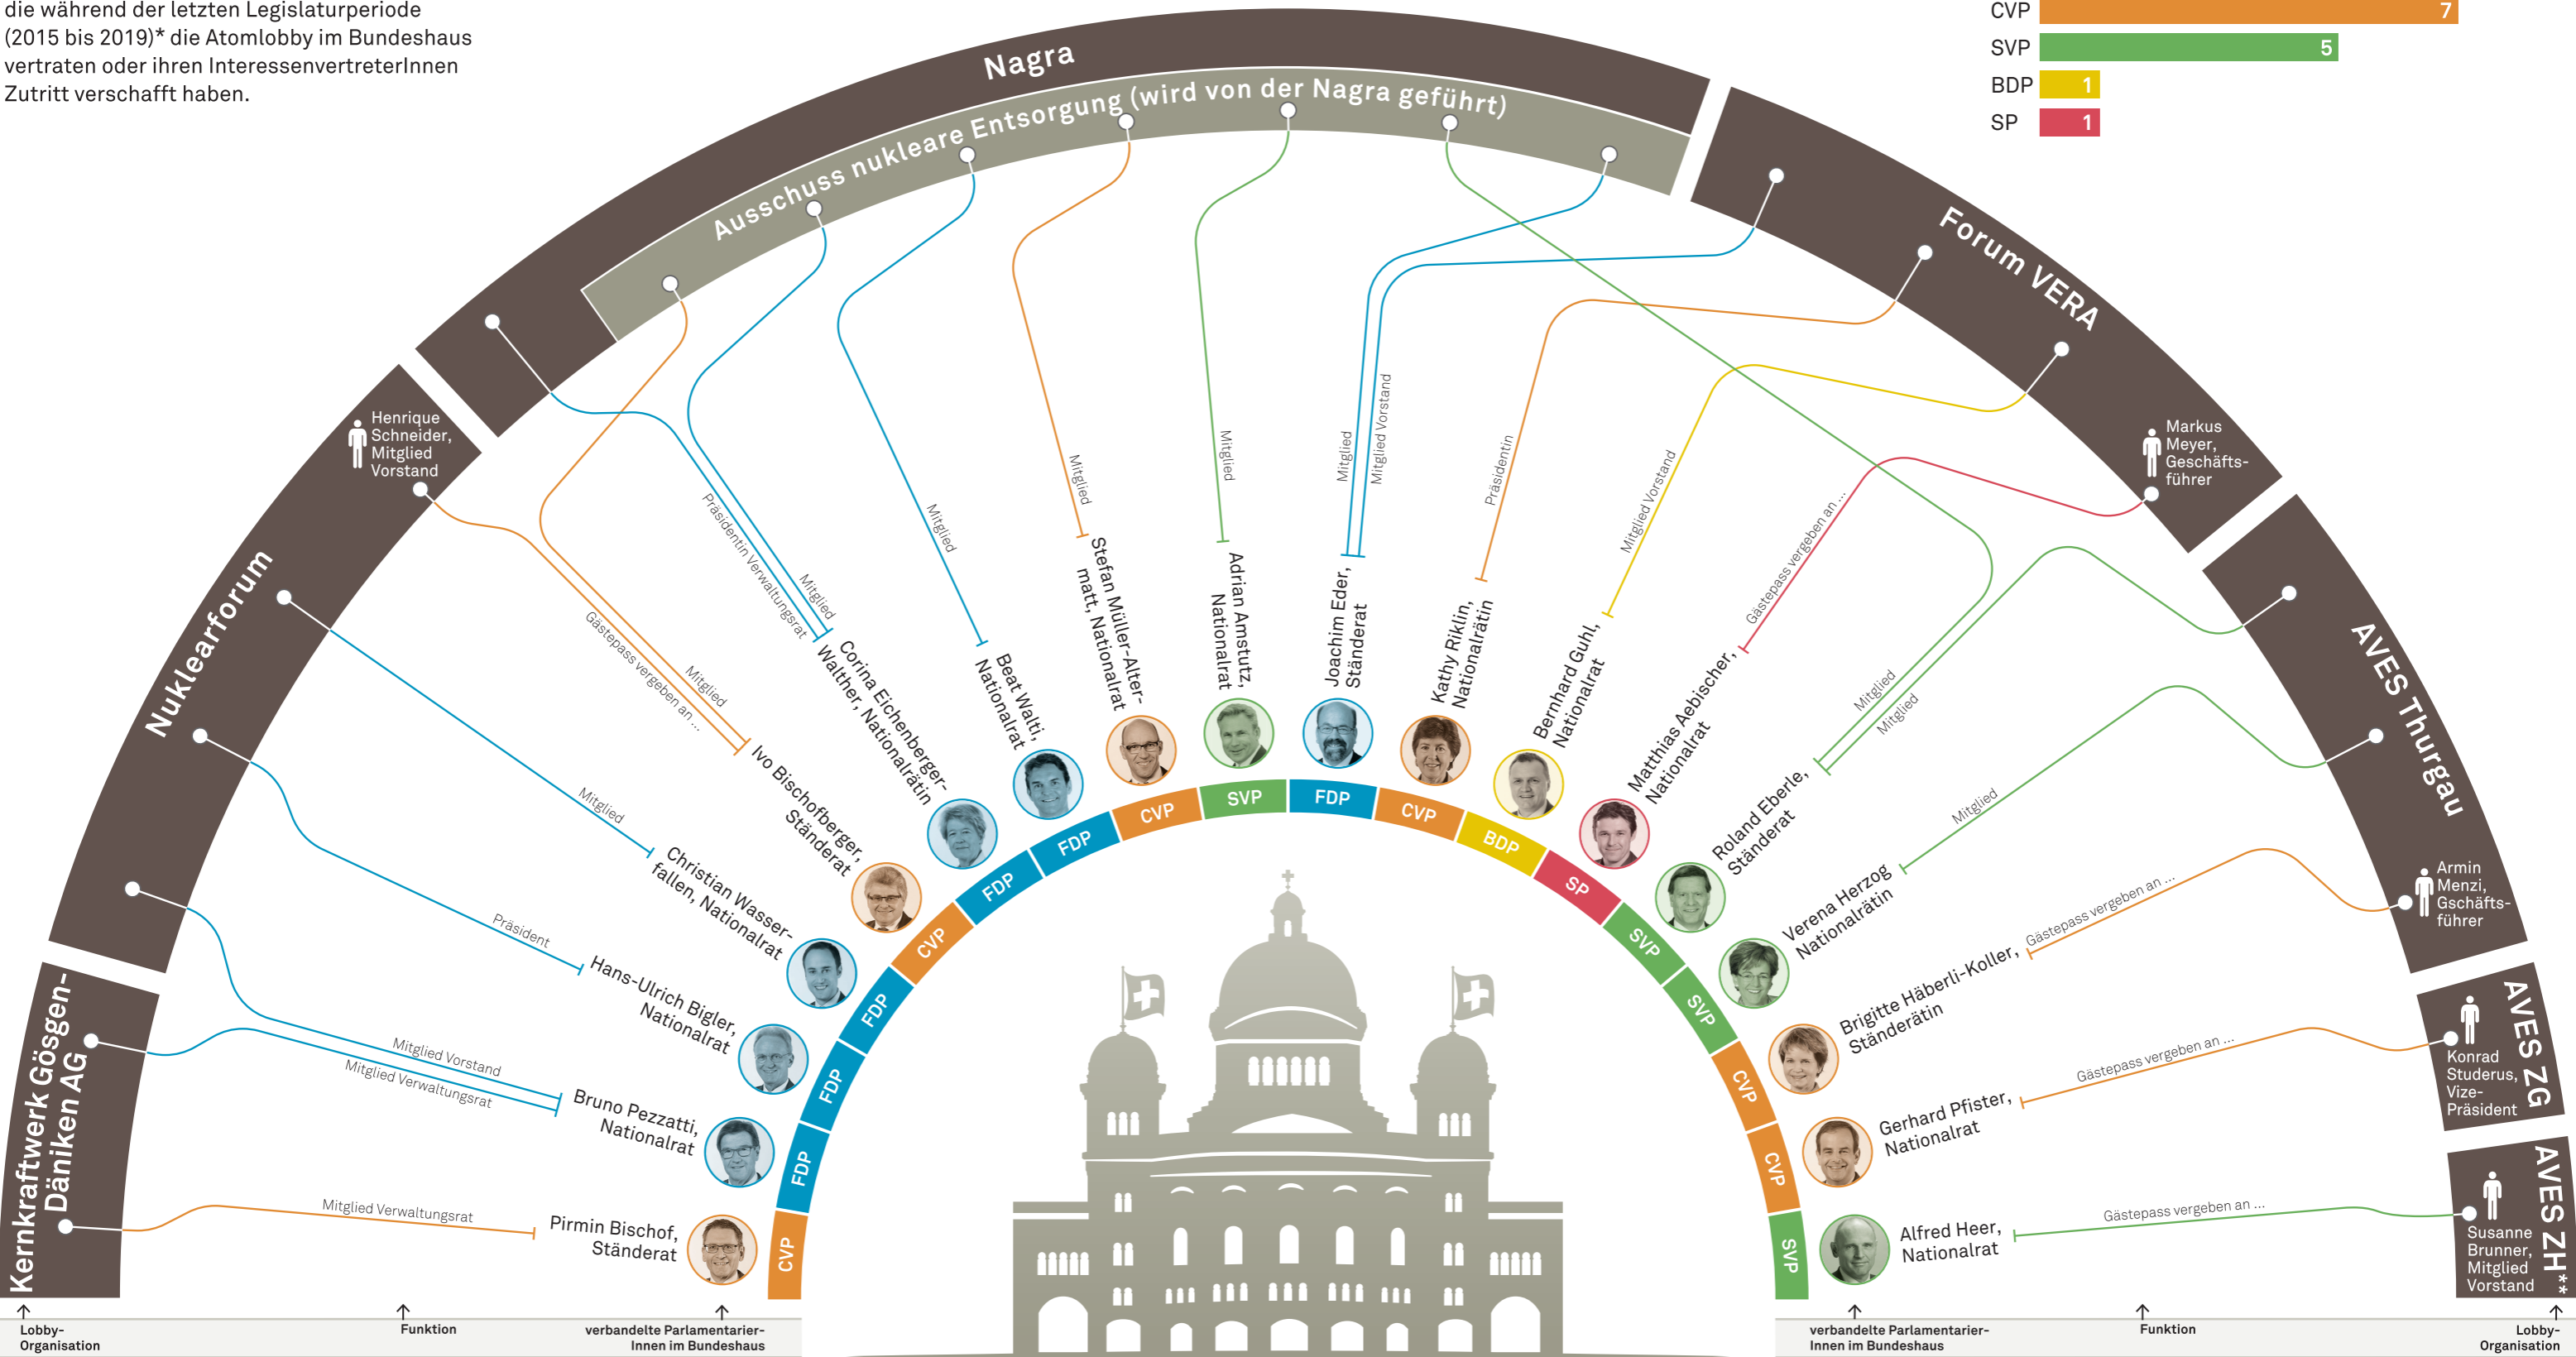 die während der letzten Legislaturperiode
(2015 bis 2019)* die Atomlobby im Bundeshaus
vertraten oder ihren InteressenvertreterInnen
Zutritt verschafft haben.
CVP 7
SVP 5
BDP 1
SP 1
Nagra
Ausschuss nukleare Entsorgung (wird von der Nagra geführt)
Forum VERA
Markus
Meyer,
Geschäfts-
führer
Henrique
Schneider,
Mitglied
Vorstand
Nuklearforum
Kernkraftwerk Gösgen-
Däniken AG
AVES Thurgau
Armin
Menzi,
Gschäfts-
führer
AVES ZG
Konrad
Studerus,
Vize-
Präsident
AVES ZH**
Susanne
Brunner,
Mitglied
Vorstand
Mitglied Verwaltungsrat
Pirmin Bischof,
Ständerat
CVP
Mitglied Vorstand
Mitglied Verwaltungsrat
Bruno Pezzatti,
Nationalrat
FDP
Präsident
Hans-Ulrich Bigler,
Nationalrat
FDP
Mitglied
Christian Wasser-
fallen, Nationalrat
FDP
Mitglied
Gästepass vergeben an ...
Ivo Bischofberger,
Ständerat
CVP
Mitglied
Präsidentin Verwaltungsrat
Corina Eichenberger-
Walther, Nationalrätin
FDP
Mitglied
Beat Walti,
Nationalrat
FDP
Mitglied
Stefan Müller-Alter-
matt, Nationalrat
CVP
Mitglied
Adrian Amstutz,
Nationalrat
SVP
Mitglied
Mitglied Vorstand
Joachim Eder,
Ständerat
FDP
Präsidentin
Kathy Riklin,
Nationalrätin
CVP
Mitglied Vorstand
Bernhard Guhl,
Nationalrat
BDP
Gästepass vergeben an ...
Matthias Aebischer,
Nationalrat
SP
Mitglied
Mitglied
Roland Eberle,
Ständerat
SVP
Mitglied
Verena Herzog
Nationalrätin
SVP
Gästepass vergeben an ...
Brigitte Häberli-Koller,
Ständerätin
CVP
Gästepass vergeben an ...
Gerhard Pfister,
Nationalrat
CVP
Gästepass vergeben an ...
Alfred Heer,
Nationalrat
SVP
Lobby-
Organisation
Funktion
verbandelte Parlamentarier-
Innen im Bundeshaus
verbandelte Parlamentarier-
Innen im Bundeshaus
Funktion
Lobby-
Organisation